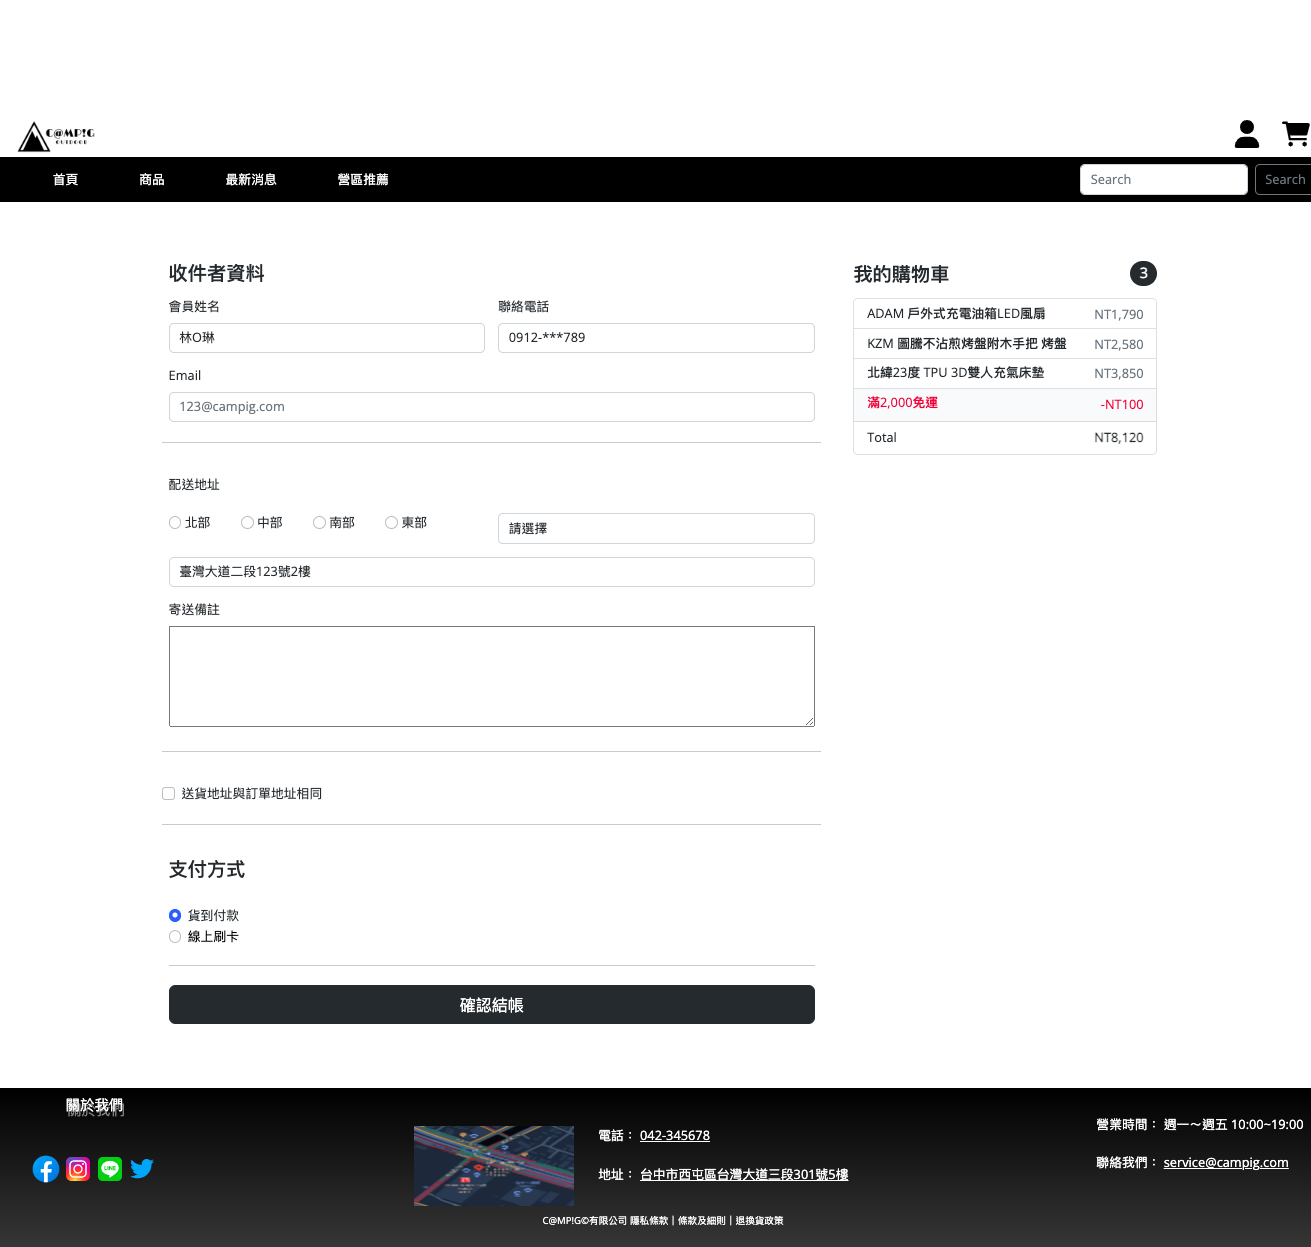 C@MP!G
OUTDOOR
首頁 商品 最新消息 營區推薦 Search Search
收件者資料
會員姓名 聯絡電話
林O琳 0912-***789
Email
123@campig.com
配送地址
北部 中部 南部 東部 請選擇
臺灣大道二段123號2樓
寄送備註
送貨地址與訂單地址相同
支付方式
貨到付款
線上刷卡
確認結帳
我的購物車 3
ADAM 戶外式充電油箱LED風扇 NT1,790
KZM 圖騰不沾煎烤盤附木手把 烤盤 NT2,580
北緯23度 TPU 3D雙人充氣床墊 NT3,850
滿2,000免運 -NT100
Total NT8,120
關於我們
電話： 042-345678
地址： 台中市西屯區台灣大道三段301號5樓
營業時間： 週一～週五 10:00~19:00
聯絡我們： service@campig.com
C@MP!G©有限公司 隱私條款 | 條款及細則 | 退換貨政策